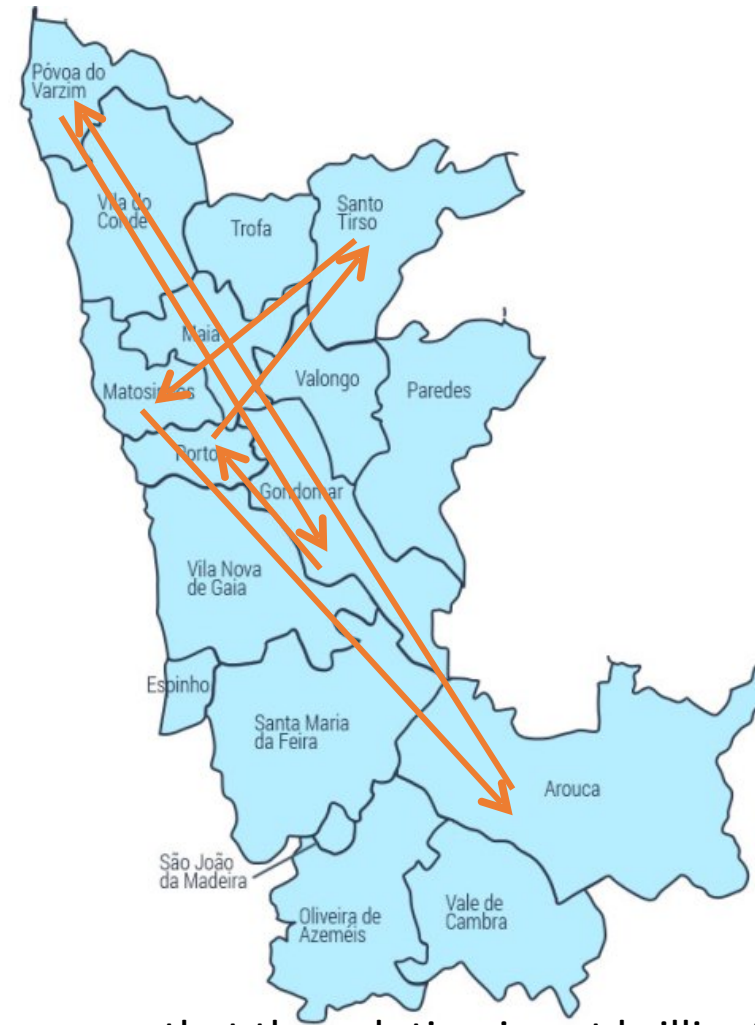 Póvoa do
Varzim
Vila do
Conde
Trofa
Santo
Tirso
Maia
Matosinhos
Valongo
Paredes
Porto
Gondomar
Vila Nova
de Gaia
Espinho
Santa Maria
da Feira
Arouca
São João
da Madeira
Oliveira de
Azeméis
Vale de
Cambra